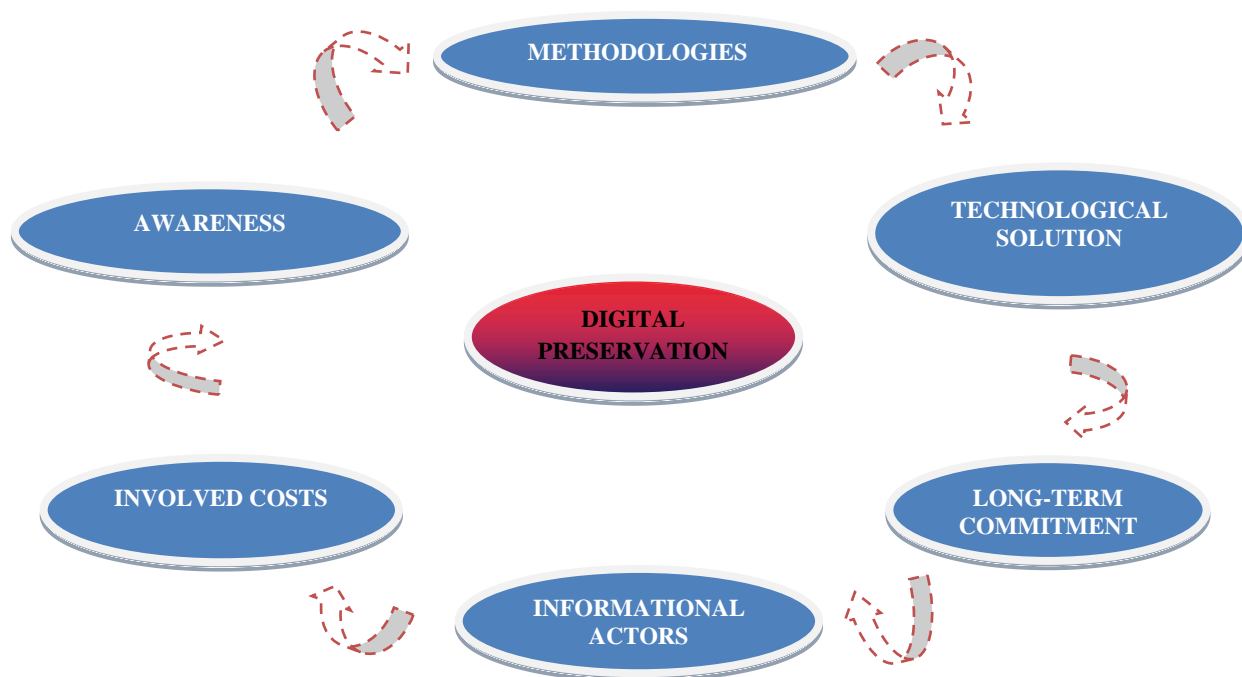 METHODOLOGIES
AWARENESS
TECHNOLOGICAL
SOLUTION
DIGITAL
PRESERVATION
INVOLVED COSTS
LONG-TERM
COMMITMENT
INFORMATIONAL
ACTORS